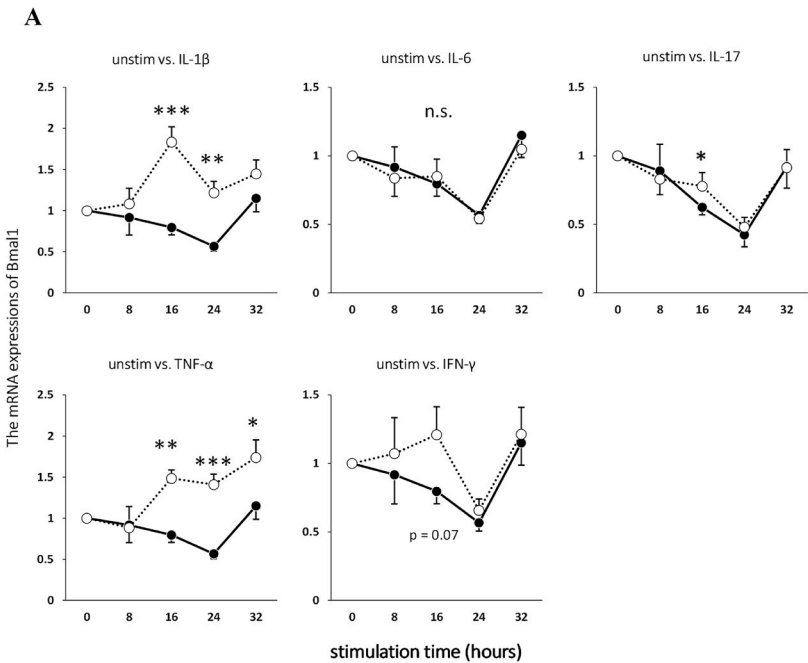 A
unstim vs. IL-1β
unstim vs. IL-6
unstim vs. IL-17
2.5
2
1.5
1
0.5
0
***
**
0 8 16 24 32
1.5
1
0.5
0
n.s.
0 8 16 24 32
1.5
1
0.5
0
*
0 8 16 24 32
The mRNA expressions of Bmal1
unstim vs. TNF-α
unstim vs. IFN-γ
2.5
2
1.5
1
0.5
0
**
***
*
0 8 16 24 32
1.5
1
0.5
0
p = 0.07
0 8 16 24 32
stimulation time (hours)